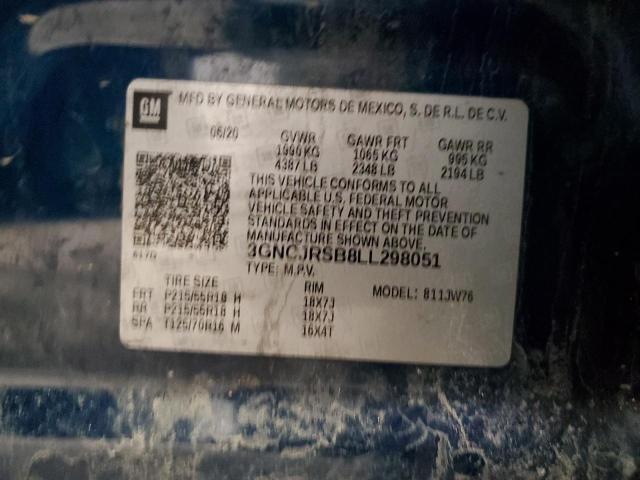 GM MFD BY GENERAL MOTORS DE MEXICO, S. DE R.L. DE C.V.
06/20 GVWR GAWR FRT GAWR RR
1990 KG 1065 KG 995 KG
4387 LB 2348 LB 2194 LB
THIS VEHICLE CONFORMS TO ALL
APPLICABLE U.S. FEDERAL MOTOR
VEHICLE SAFETY AND THEFT PREVENTION
STANDARDS IN EFFECT ON THE DATE OF
MANUFACTURE SHOWN ABOVE.
3GNCJRSB8LL298051
TYPE: M.P.V.
TIRE SIZE RIM MODEL: 811JW76
FRT P215/55R18 H 18X7J
RR P215/55R18 H 18X7J
SPA T125/70R16 M 16X4T